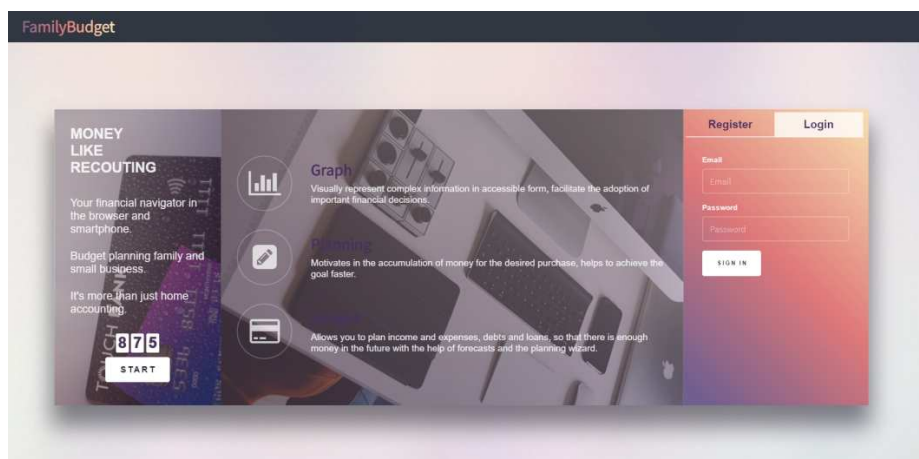 FamilyBudget
MONEY
LIKE
RECOUTING
Your financial navigator in
the browser and
smartphone.
Budget planning family and
small business.
It's more than just home
accounting.
875
START
Graph
Visually represent complex information in accessible form, facilitate the adoption of
important financial decisions.
Planning
Motivates in the accumulation of money for the desired purchase, helps to achieve the
goal faster.
Allows you to plan income and expenses, debts and loans, so that there is enough
money in the future with the help of forecasts and the planning wizard.
Register Login
Email
Email
Password
Password
SIGN IN
TOUCH BANK